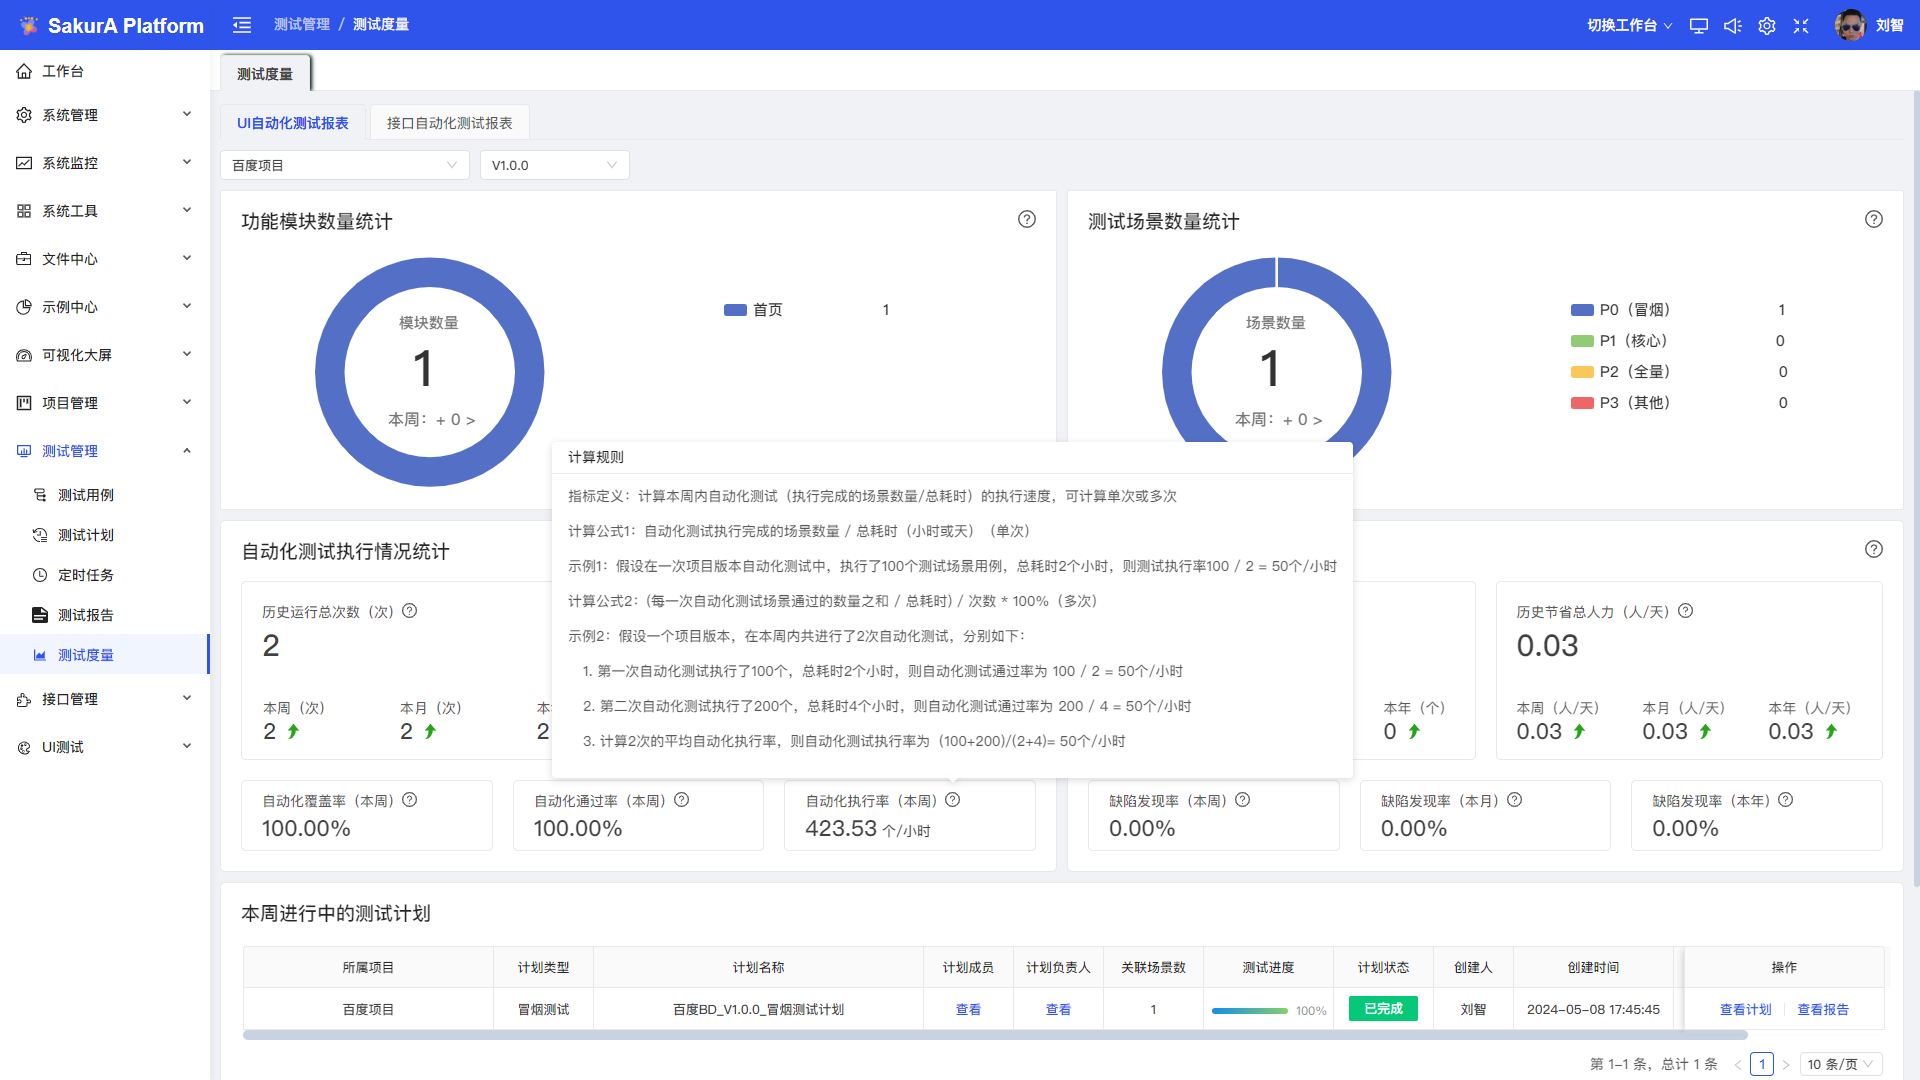 SakurA Platform
测试管理 / 测试度量
切换工作台
刘智
工作台
系统管理
系统监控
系统工具
文件中心
示例中心
可视化大屏
项目管理
测试管理
测试用例
测试计划
定时任务
测试报告
测试度量
接口管理
UI测试
测试度量
UI自动化测试报表
接口自动化测试报表
百度项目
V1.0.0
功能模块数量统计
模块数量
1
本周：+ 0 >
首页 1
测试场景数量统计
场景数量
1
本周：+ 0 >
P0（冒烟） 1
P1（核心） 0
P2（全量） 0
P3（其他） 0
计算规则
指标定义：计算本周内自动化测试（执行完成的场景数量/总耗时）的执行速度，可计算单次或多次
计算公式1：自动化测试执行完成的场景数量 / 总耗时（小时或天）（单次）
示例1：假设在一次项目版本自动化测试中，执行了100个测试场景用例，总耗时2个小时，则测试执行率100 / 2 = 50个/小时
计算公式2：(每一次自动化测试场景通过的数量之和 / 总耗时) / 次数 * 100%（多次）
示例2：假设一个项目版本，在本周内共进行了2次自动化测试，分别如下：
1. 第一次自动化测试执行了100个，总耗时2个小时，则自动化测试通过率为 100 / 2 = 50个/小时
2. 第二次自动化测试执行了200个，总耗时4个小时，则自动化测试通过率为 200 / 4 = 50个/小时
3. 计算2次的平均自动化执行率，则自动化测试执行率为（100+200)/(2+4)= 50个/小时
自动化测试执行情况统计
历史运行总次数（次）
2
本周（次）
2
本月（次）
2
本
2
本年（个）
0
历史节省总人力（人/天）
0.03
本周（人/天）
0.03
本月（人/天）
0.03
本年（人/天）
0.03
自动化覆盖率（本周）
100.00%
自动化通过率（本周）
100.00%
自动化执行率（本周）
423.53 个/小时
缺陷发现率（本周）
0.00%
缺陷发现率（本月）
0.00%
缺陷发现率（本年）
0.00%
本周进行中的测试计划
所属项目 计划类型 计划名称 计划成员 计划负责人 关联场景数 测试进度 计划状态 创建人 创建时间 操作
百度项目 冒烟测试 百度BD_V1.0.0_冒烟测试计划 查看 查看 1 100% 已完成 刘智 2024-05-08 17:45:45 查看计划 查看报告
第 1-1 条，总计 1 条 < 1 > 10 条/页